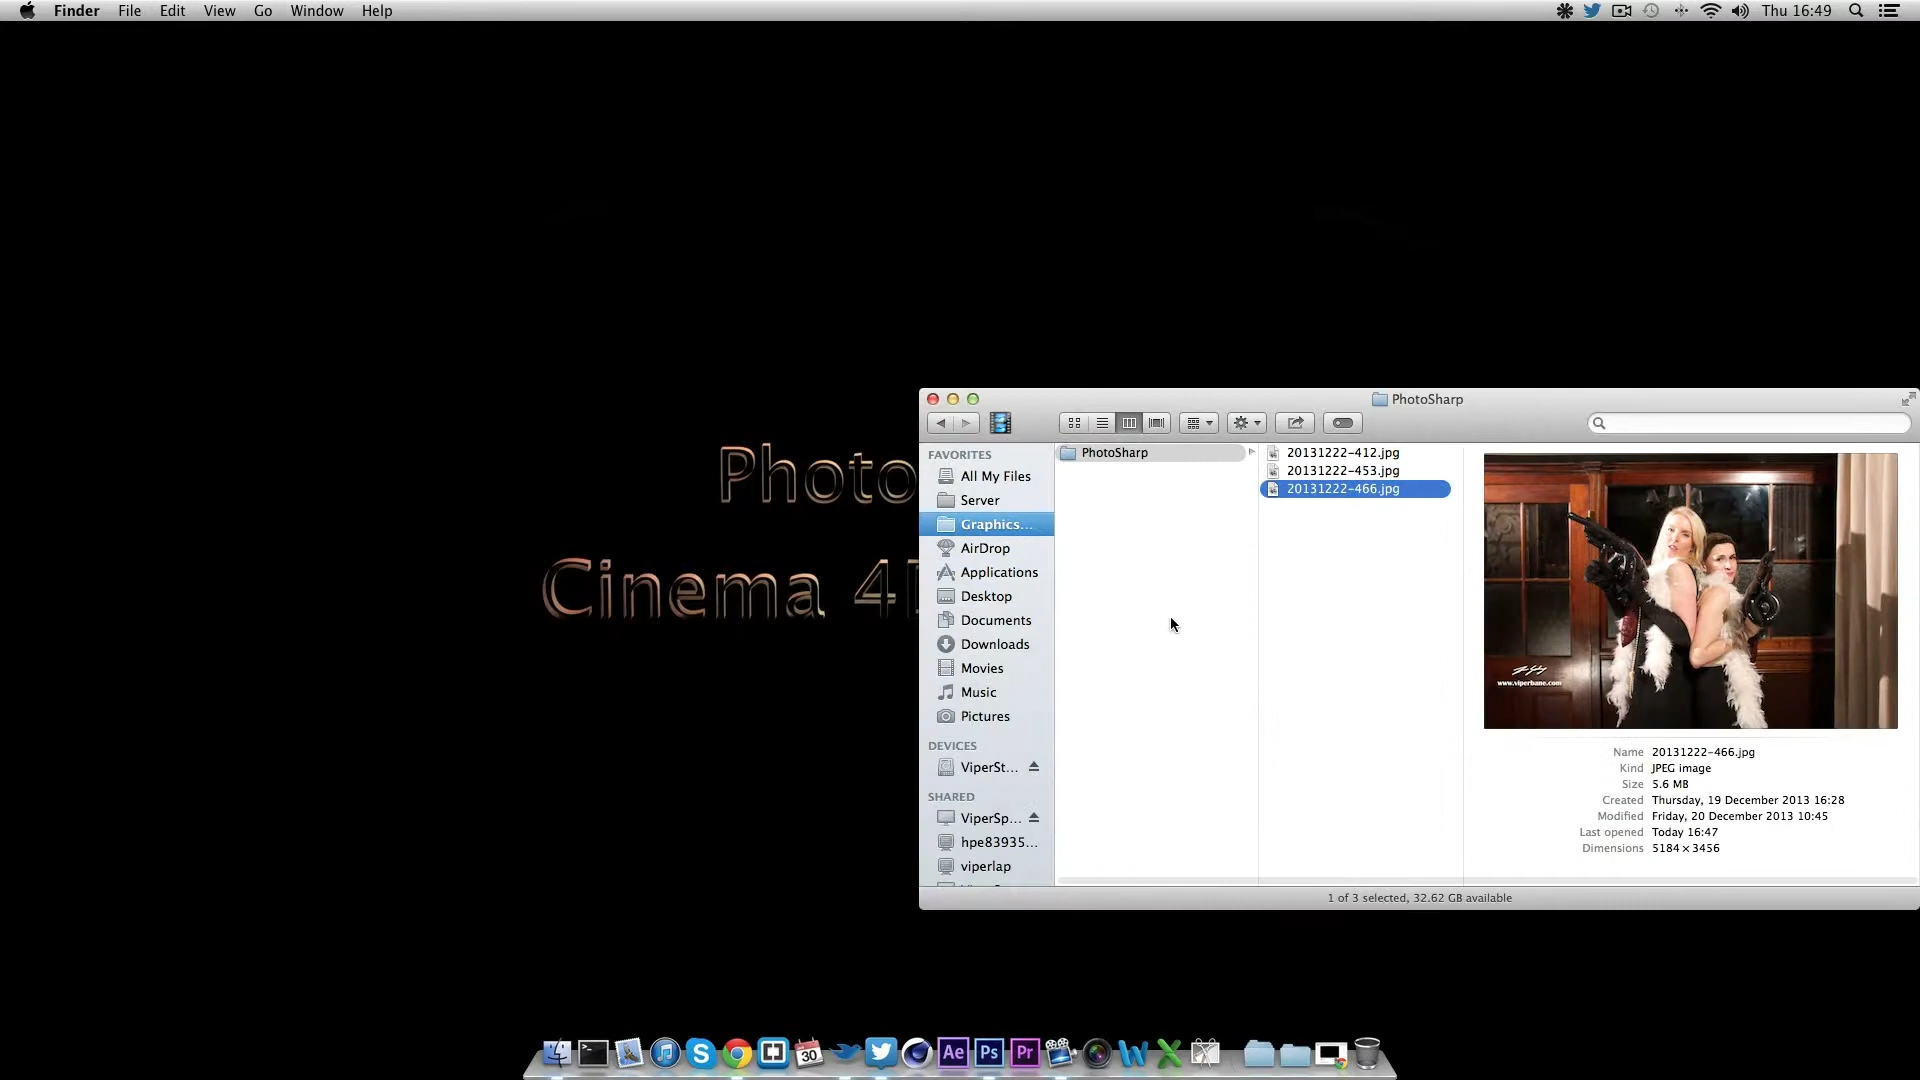 Finder File Edit View Go Window Help
Thu 16:49
Photo
Cinema 4
PhotoSharp
FAVORITES
All My Files
Server
Graphics...
AirDrop
Applications
Desktop
Documents
Downloads
Movies
Music
Pictures
DEVICES
ViperSt...
SHARED
ViperSp...
hpe83935...
viperlap
PhotoSharp
20131222-412.jpg
20131222-453.jpg
20131222-466.jpg
www.viperbane.com
Name 20131222-466.jpg
Kind JPEG image
Size 5.6 MB
Created Thursday, 19 December 2013 16:28
Modified Friday, 20 December 2013 10:45
Last opened Today 16:47
Dimensions 5184×3456
1 of 3 selected, 32.62 GB available
30
Ae
Ps
Pr